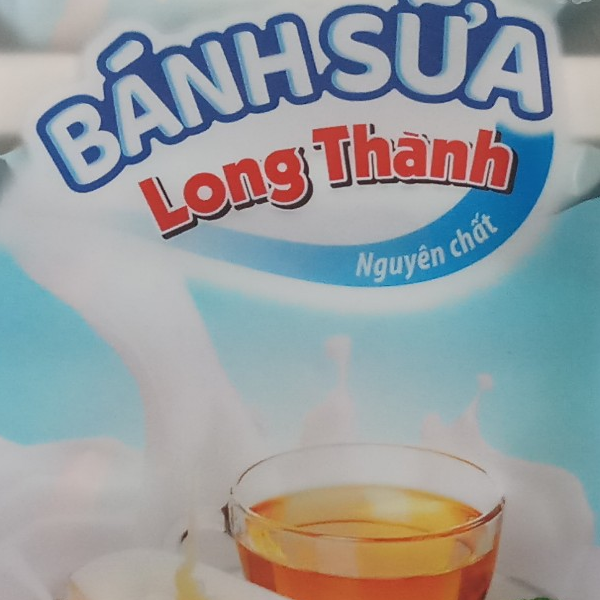 BÁNH SỮA
Long Thành
Nguyên chất